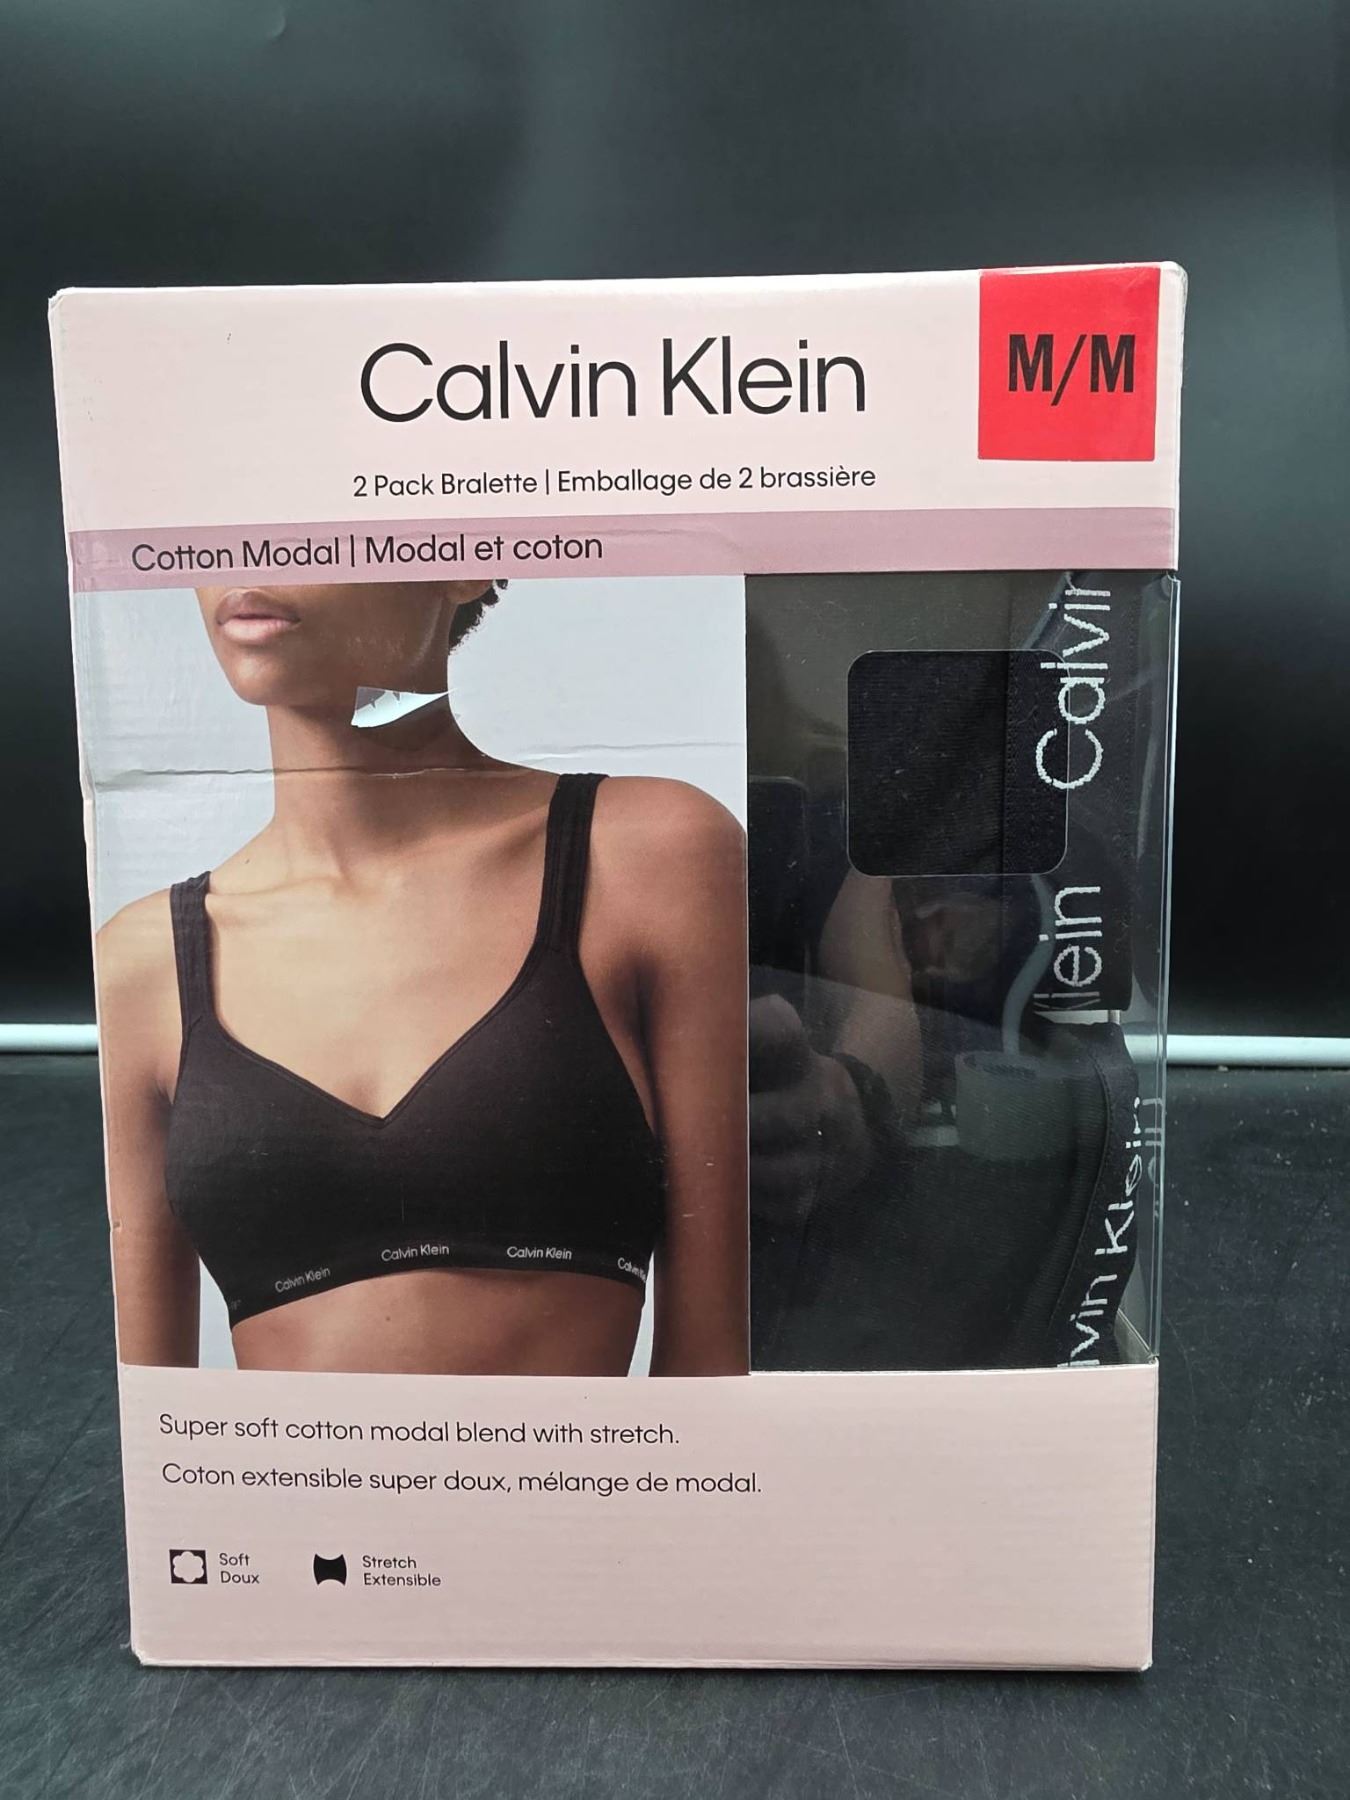 Calvin Klein
M/M
2 Pack Bralette | Emballage de 2 brassière
Cotton Modal | Modal et coton
Calvin Klein
Calvin Klein
Calvin Klein
Calvin
Klein
Klein
Super soft cotton modal blend with stretch.
Coton extensible super doux, mélange de modal.
Soft
Doux
Stretch
Extensible